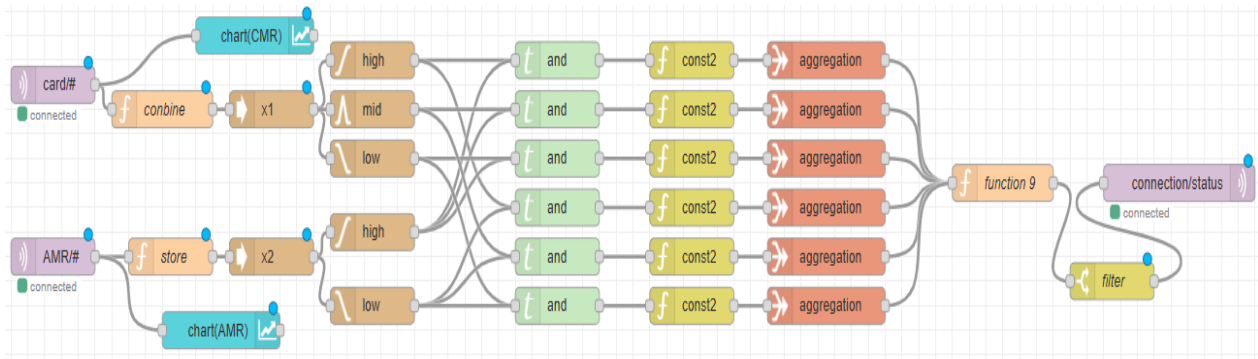 chart(CMR)
high
and
const2
aggregation
card/#
connected
conbine
x1
mid
and
const2
aggregation
low
and
const2
aggregation
function 9
connection/status
connected
and
const2
aggregation
high
AMR/#
connected
store
x2
and
const2
aggregation
filter
low
and
const2
aggregation
chart(AMR)